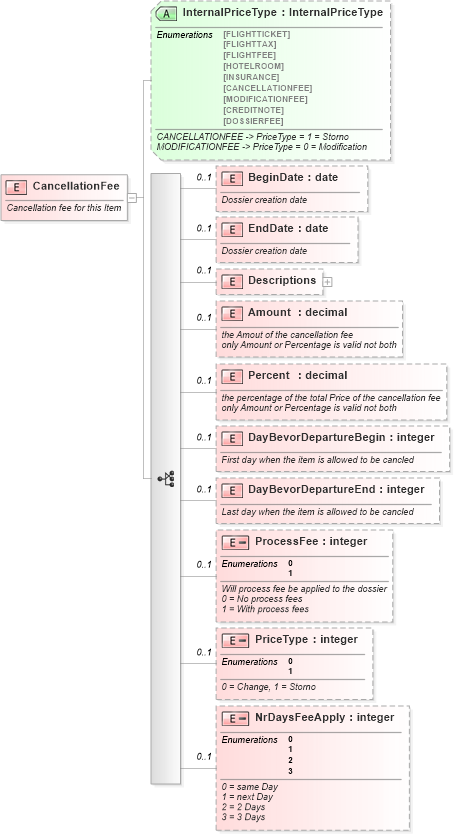 A InternalPriceType : InternalPriceType
Enumerations [FLIGHTTICKET]
[FLIGHTTAX]
[FLIGHTFEE]
[HOTELROOM]
[INSURANCE]
[CANCELLATIONFEE]
[MODIFICATIONFEE]
[CREDITNOTE]
[DOSSIERFEE]
CANCELLATIONFEE -> PriceType = 1 = Storno
MODIFICATIONFEE -> PriceType = 0 = Modification
E CancellationFee
Cancellation fee for this Item
0..1 E BeginDate : date
Dossier creation date
0..1 E EndDate : date
Dossier creation date
0..1 E Descriptions
0..1 E Amount : decimal
the Amout of the cancellation fee
only Amount or Percentage is valid not both
0..1 E Percent : decimal
the percentage of the total Price of the cancellation fee
only Amount or Percentage is valid not both
0..1 E DayBevorDepartureBegin : integer
First day when the item is allowed to be cancled
0..1 E DayBevorDepartureEnd : integer
Last day when the item is allowed to be cancled
0..1 E ProcessFee : integer
Enumerations 0
1
Will process fee be applied to the dossier
0 = No process fees
1 = With process fees
0..1 E PriceType : integer
Enumerations 0
1
0 = Change, 1 = Storno
0..1 E NrDaysFeeApply : integer
Enumerations 0
1
2
3
0 = same Day
1 = next Day
2 = 2 Days
3 = 3 Days